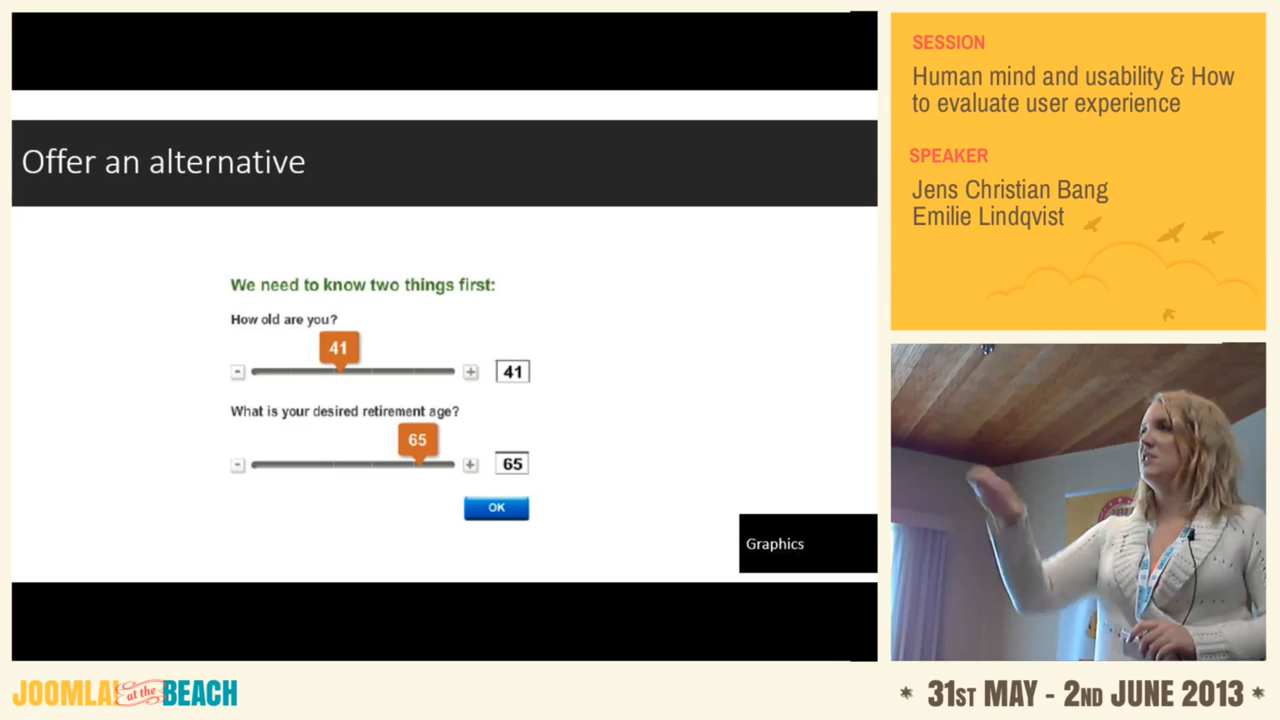 Offer an alternative
We need to know two things first:
How old are you?
41
- + 41
What is your desired retirement age?
65
- + 65
OK
Graphics
SESSION
Human mind and usability & How
to evaluate user experience
SPEAKER
Jens Christian Bang
Emilie Lindqvist
JOOMLA! at the BEACH
* 31ST MAY - 2ND JUNE 2013 *